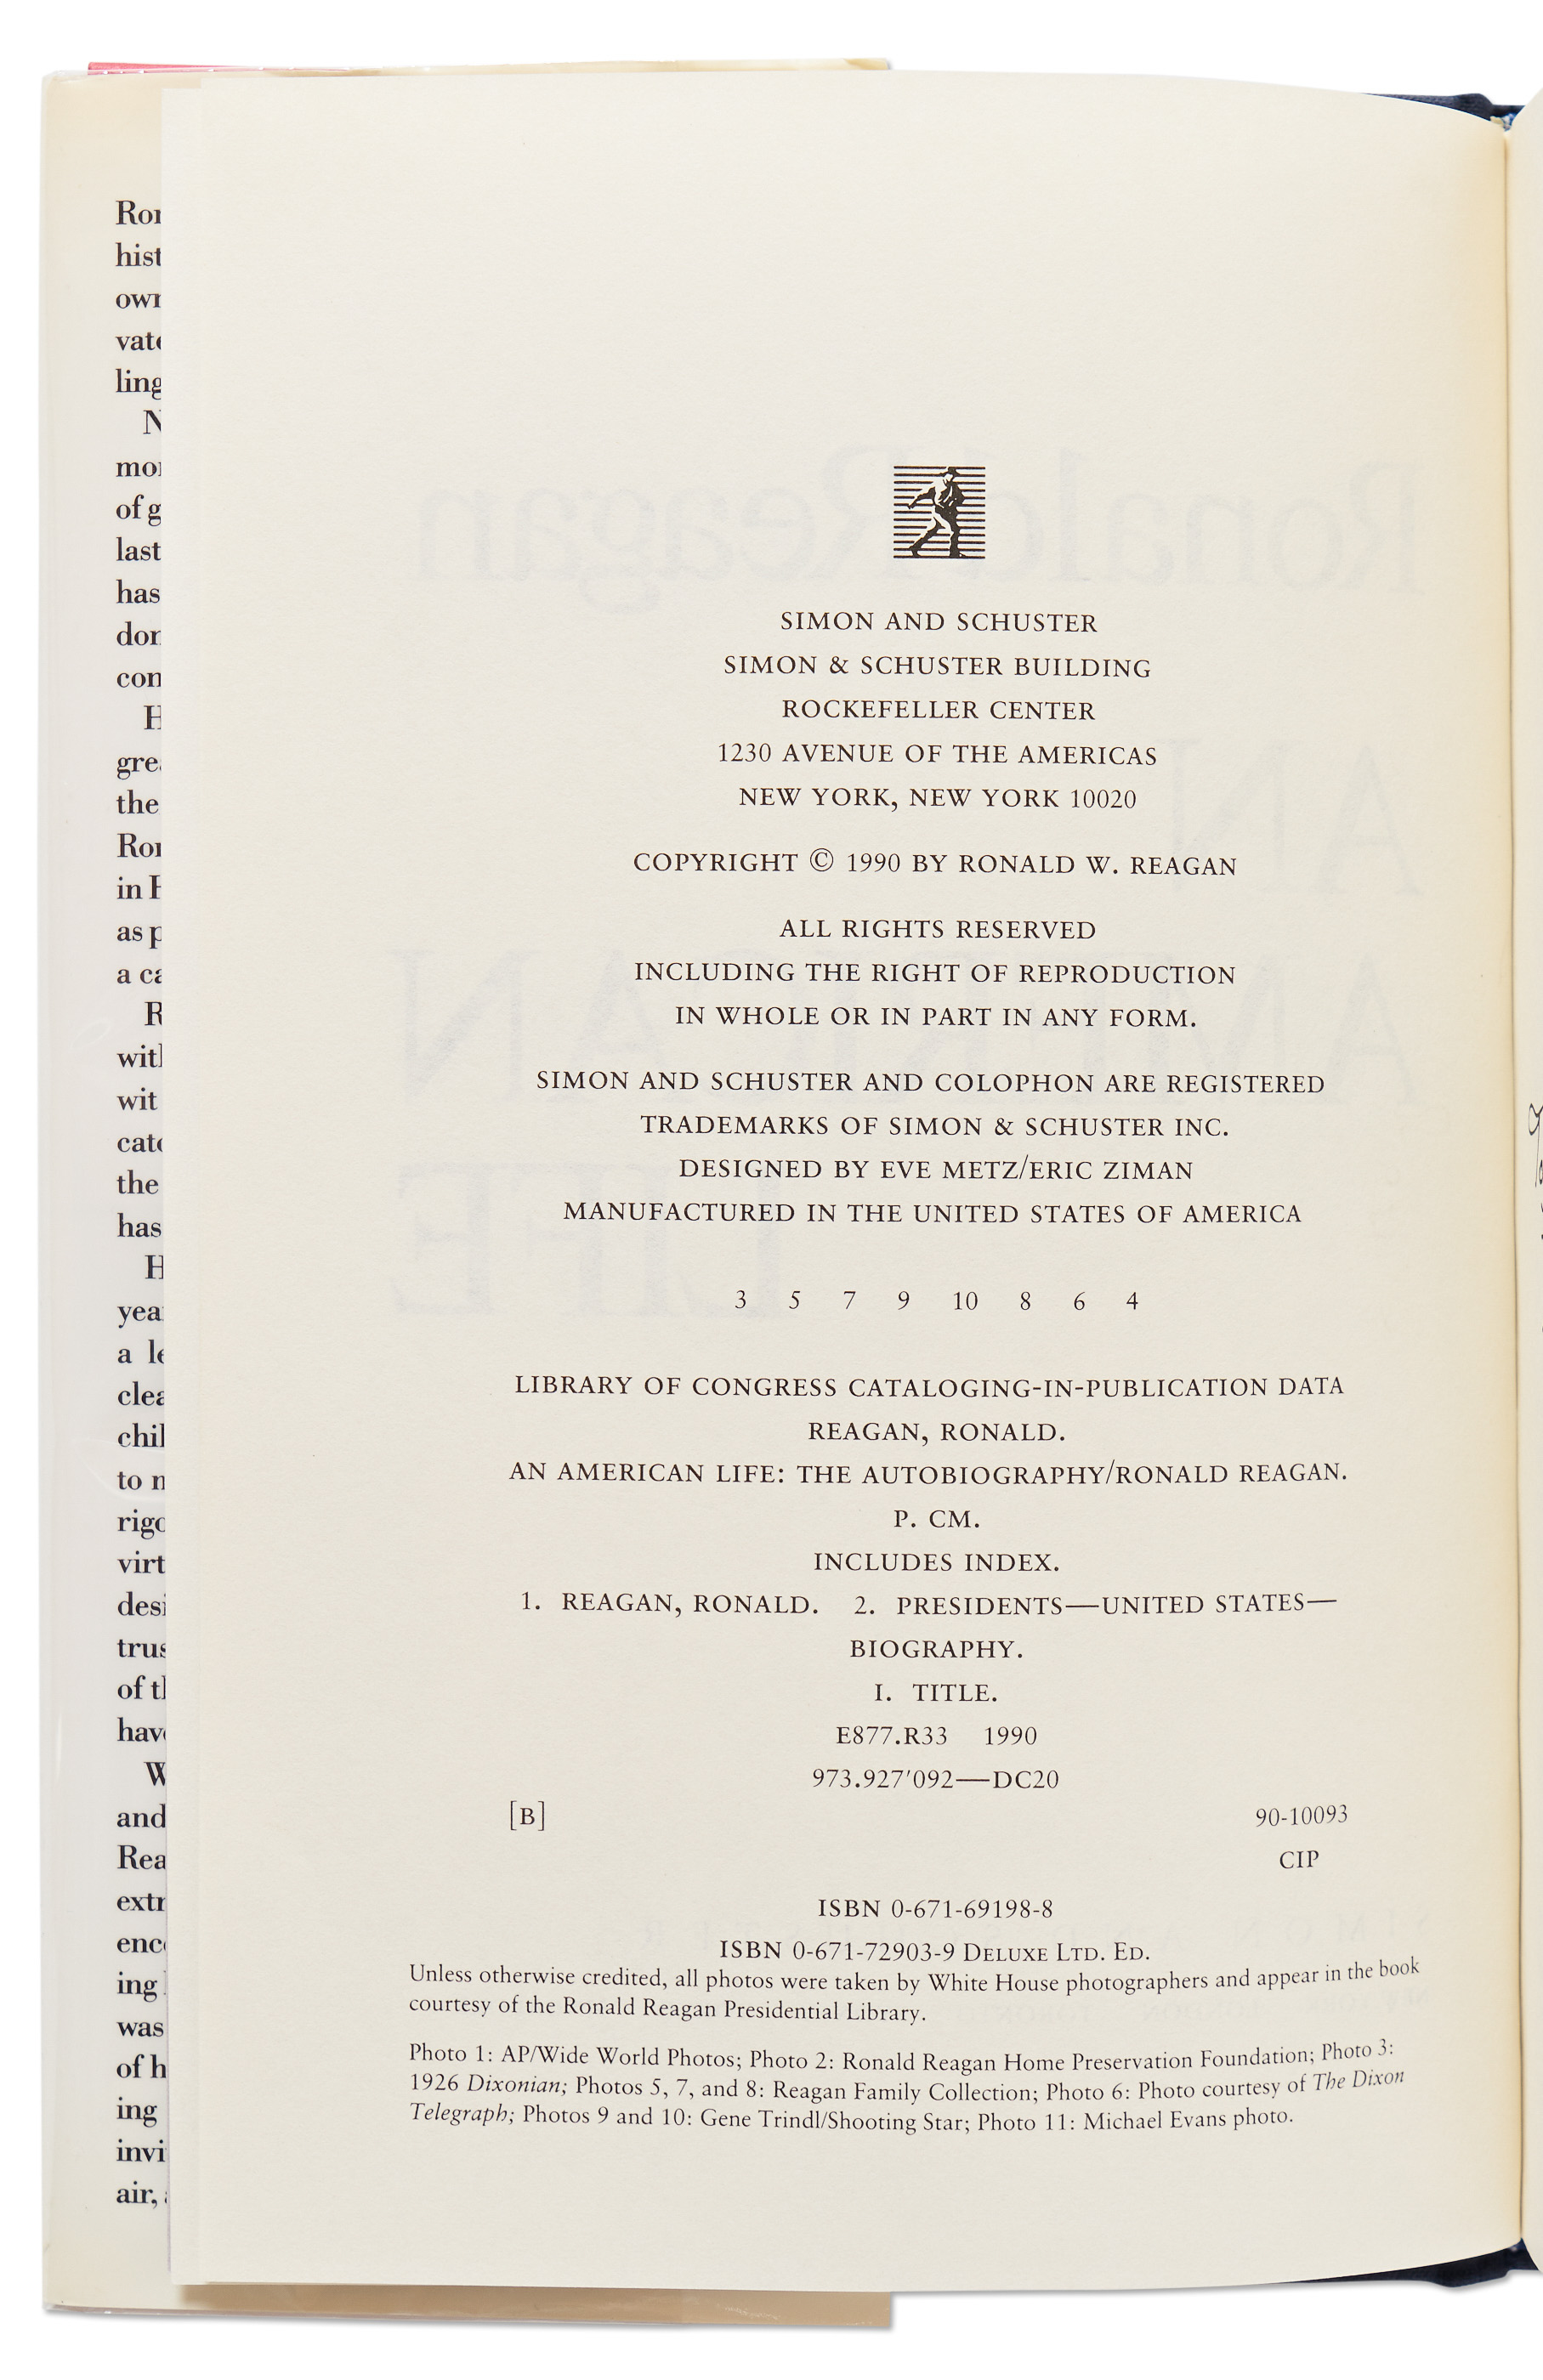 SIMON AND SCHUSTER
SIMON & SCHUSTER BUILDING
ROCKEFELLER CENTER
1230 AVENUE OF THE AMERICAS
NEW YORK, NEW YORK 10020
COPYRIGHT © 1990 BY RONALD W. REAGAN
ALL RIGHTS RESERVED
INCLUDING THE RIGHT OF REPRODUCTION
IN WHOLE OR IN PART IN ANY FORM.
SIMON AND SCHUSTER AND COLOPHON ARE REGISTERED
TRADEMARKS OF SIMON & SCHUSTER INC.
DESIGNED BY EVE METZ/ERIC ZIMAN
MANUFACTURED IN THE UNITED STATES OF AMERICA
3 5 7 9 10 8 6 4
LIBRARY OF CONGRESS CATALOGING-IN-PUBLICATION DATA
REAGAN, RONALD.
AN AMERICAN LIFE: THE AUTOBIOGRAPHY/RONALD REAGAN.
P. CM.
INCLUDES INDEX.
1. REAGAN, RONALD. 2. PRESIDENTS—UNITED STATES—
BIOGRAPHY.
I. TITLE.
E877.R33 1990
973.927'092—DC20
[B] 90-10093
CIP
ISBN 0-671-69198-8
ISBN 0-671-72903-9 DELUXE LTD. ED.
Unless otherwise credited, all photos were taken by White House photographers and appear in the book
courtesy of the Ronald Reagan Presidential Library.
Photo 1: AP/Wide World Photos; Photo 2: Ronald Reagan Home Preservation Foundation; Photo 3:
1926 Dixonian; Photos 5, 7, and 8: Reagan Family Collection; Photo 6: Photo courtesy of The Dixon
Telegraph; Photos 9 and 10: Gene Trindl/Shooting Star; Photo 11: Michael Evans photo.